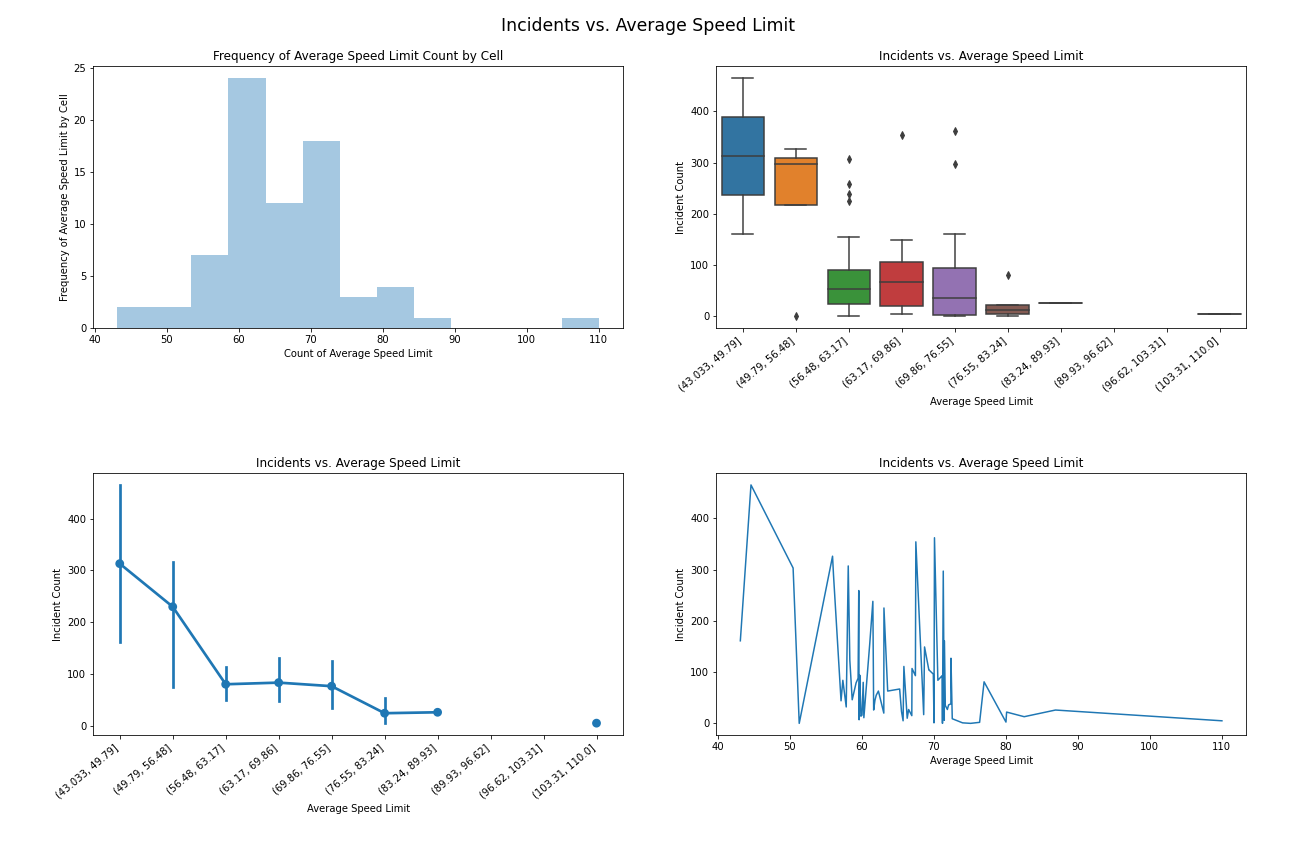 Incidents vs. Average Speed Limit
Frequency of Average Speed Limit Count by Cell
Frequency of Average Speed Limit by Cell
25
20
15
10
5
0
40 50 60 70 80 90 100 110
Count of Average Speed Limit
Incidents vs. Average Speed Limit
Incident Count
400
300
200
100
0
(43.033, 49.79]
(49.79, 56.48]
(56.48, 63.17]
(63.17, 69.86]
(69.86, 76.55]
(76.55, 83.24]
(83.24, 89.93]
(89.93, 96.62]
(96.62, 103.31]
(103.31, 110.0]
Average Speed Limit
Incidents vs. Average Speed Limit
Incident Count
400
300
200
100
0
(43.033, 49.79]
(49.79, 56.48]
(56.48, 63.17]
(63.17, 69.86]
(69.86, 76.55]
(76.55, 83.24]
(83.24, 89.93]
(89.93, 96.62]
(96.62, 103.31]
(103.31, 110.0]
Average Speed Limit
Incidents vs. Average Speed Limit
Incident Count
400
300
200
100
0
40 50 60 70 80 90 100 110
Average Speed Limit